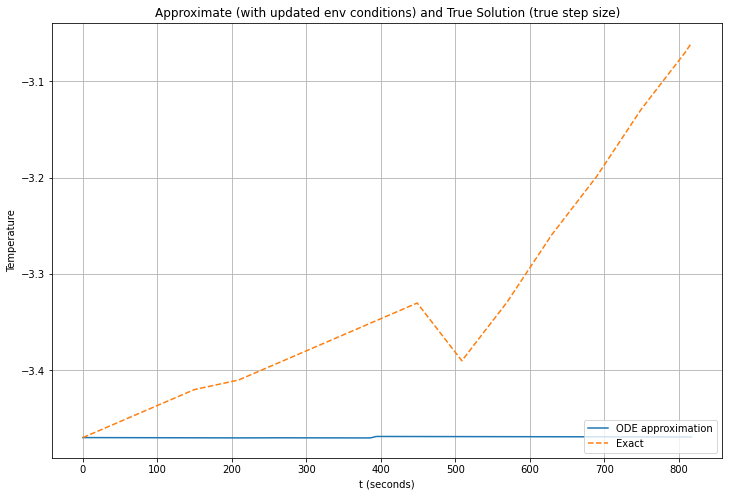 Approximate (with updated env conditions) and True Solution (true step size)
−3.1
−3.2
−3.3
−3.4
Temperature
0 100 200 300 400 500 600 700 800
t (seconds)
ODE approximation
Exact